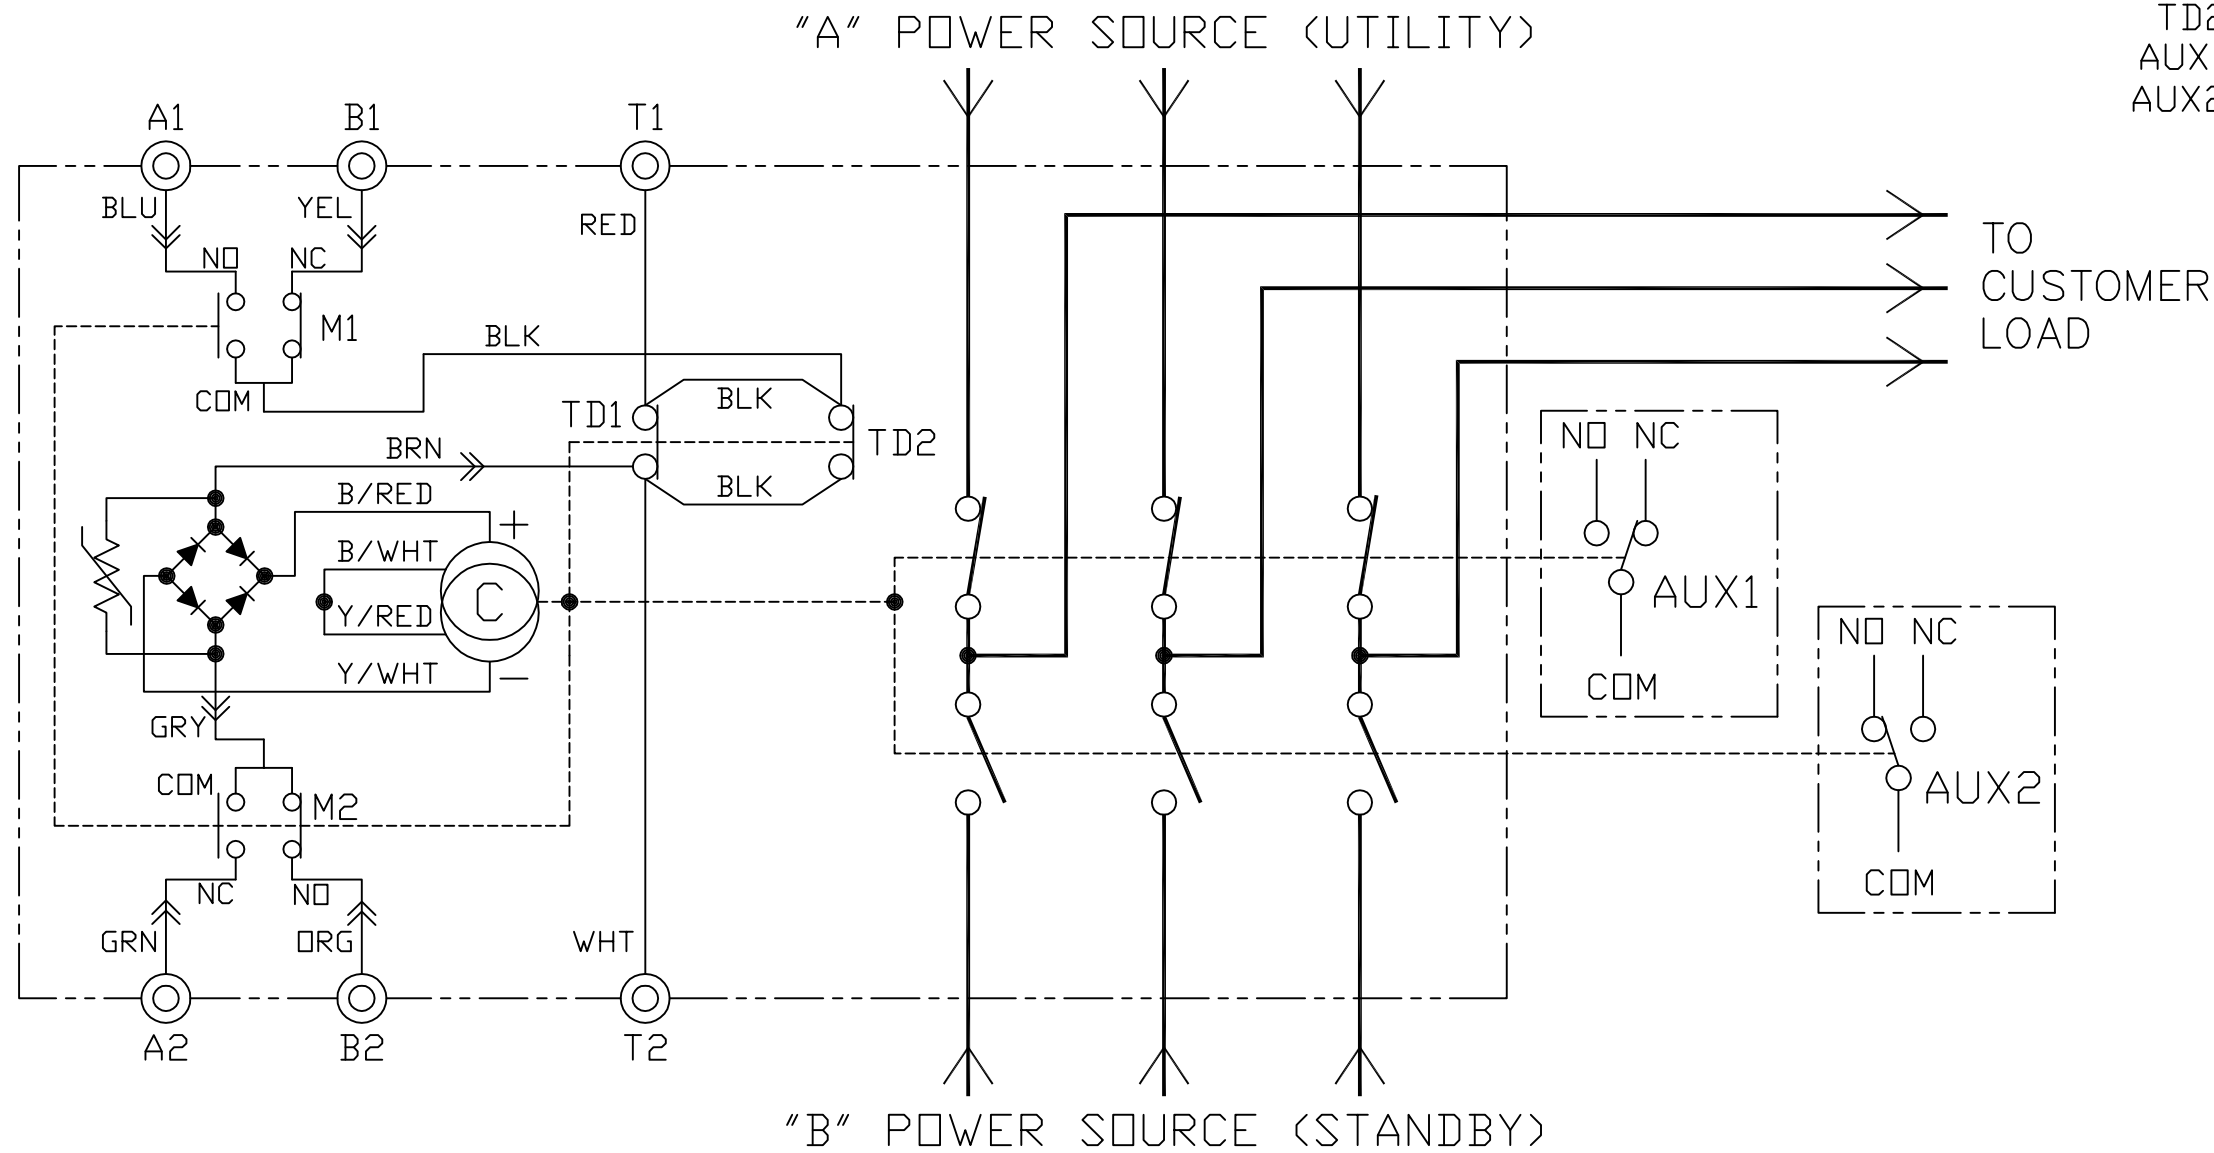 "A" POWER SOURCE (UTILITY)
AUX
A1
B1
T1
BLU
YEL
RED
NO
NC
TO
CUSTOMER
LOAD
M1
BLK
COM
BLK
TD1
TD2
BRN
NO
NC
BLK
B/RED
+
B/WHT
C
AUX1
Y/RED
NO
NC
Y/WHT
−
COM
GRY
COM
M2
AUX2
NC
NO
COM
GRN
ORG
WHT
A2
B2
T2
"B" POWER SOURCE (STANDBY)